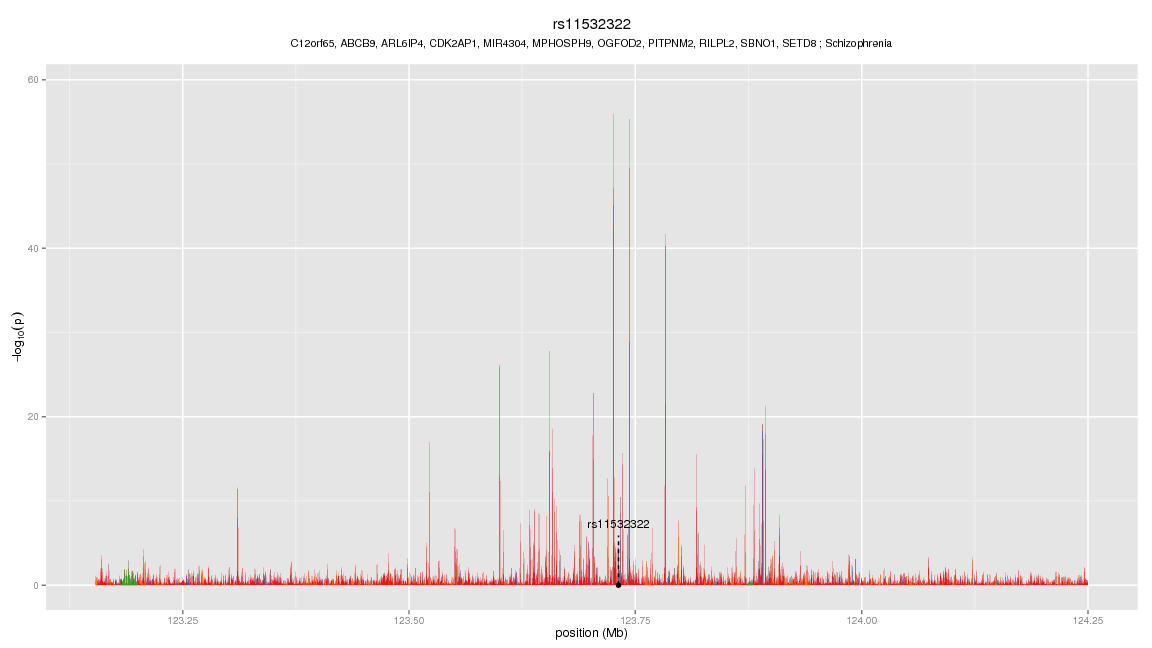 rs11532322
C12orf65, ABCB9, ARL6IP4, CDK2AP1, MIR4304, MPHOSPH9, OGFOD2, PITPNM2, RILPL2, SBNO1, SETD8 ; Schizophrenia
60
40
20
0
-log10(p)
rs11532322
123.25 123.50 123.75 124.00 124.25
position (Mb)